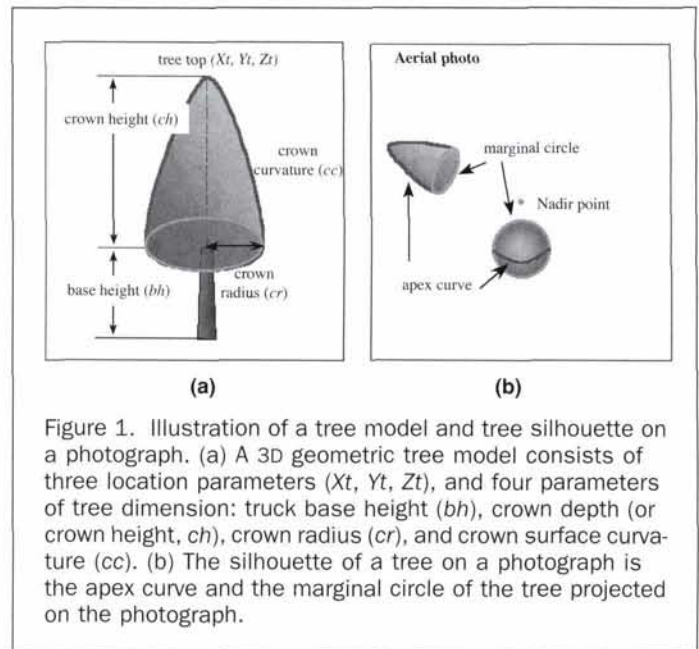 tree top (Xt, Yt, Zt)
crown height (ch)
crown
curvature (cc)
base height (bh)
crown
radius (cr)
(a)
Aerial photo
marginal circle
Nadir point
apex curve
(b)
Figure 1. Illustration of a tree model and tree silhouette on
a photograph. (a) A 3D geometric tree model consists of
three location parameters (Xt, Yt, Zt), and four parameters
of tree dimension: truck base height (bh), crown depth (or
crown height, ch), crown radius (cr), and crown surface curva-
ture (cc). (b) The silhouette of a tree on a photograph is
the apex curve and the marginal circle of the tree projected
on the photograph.